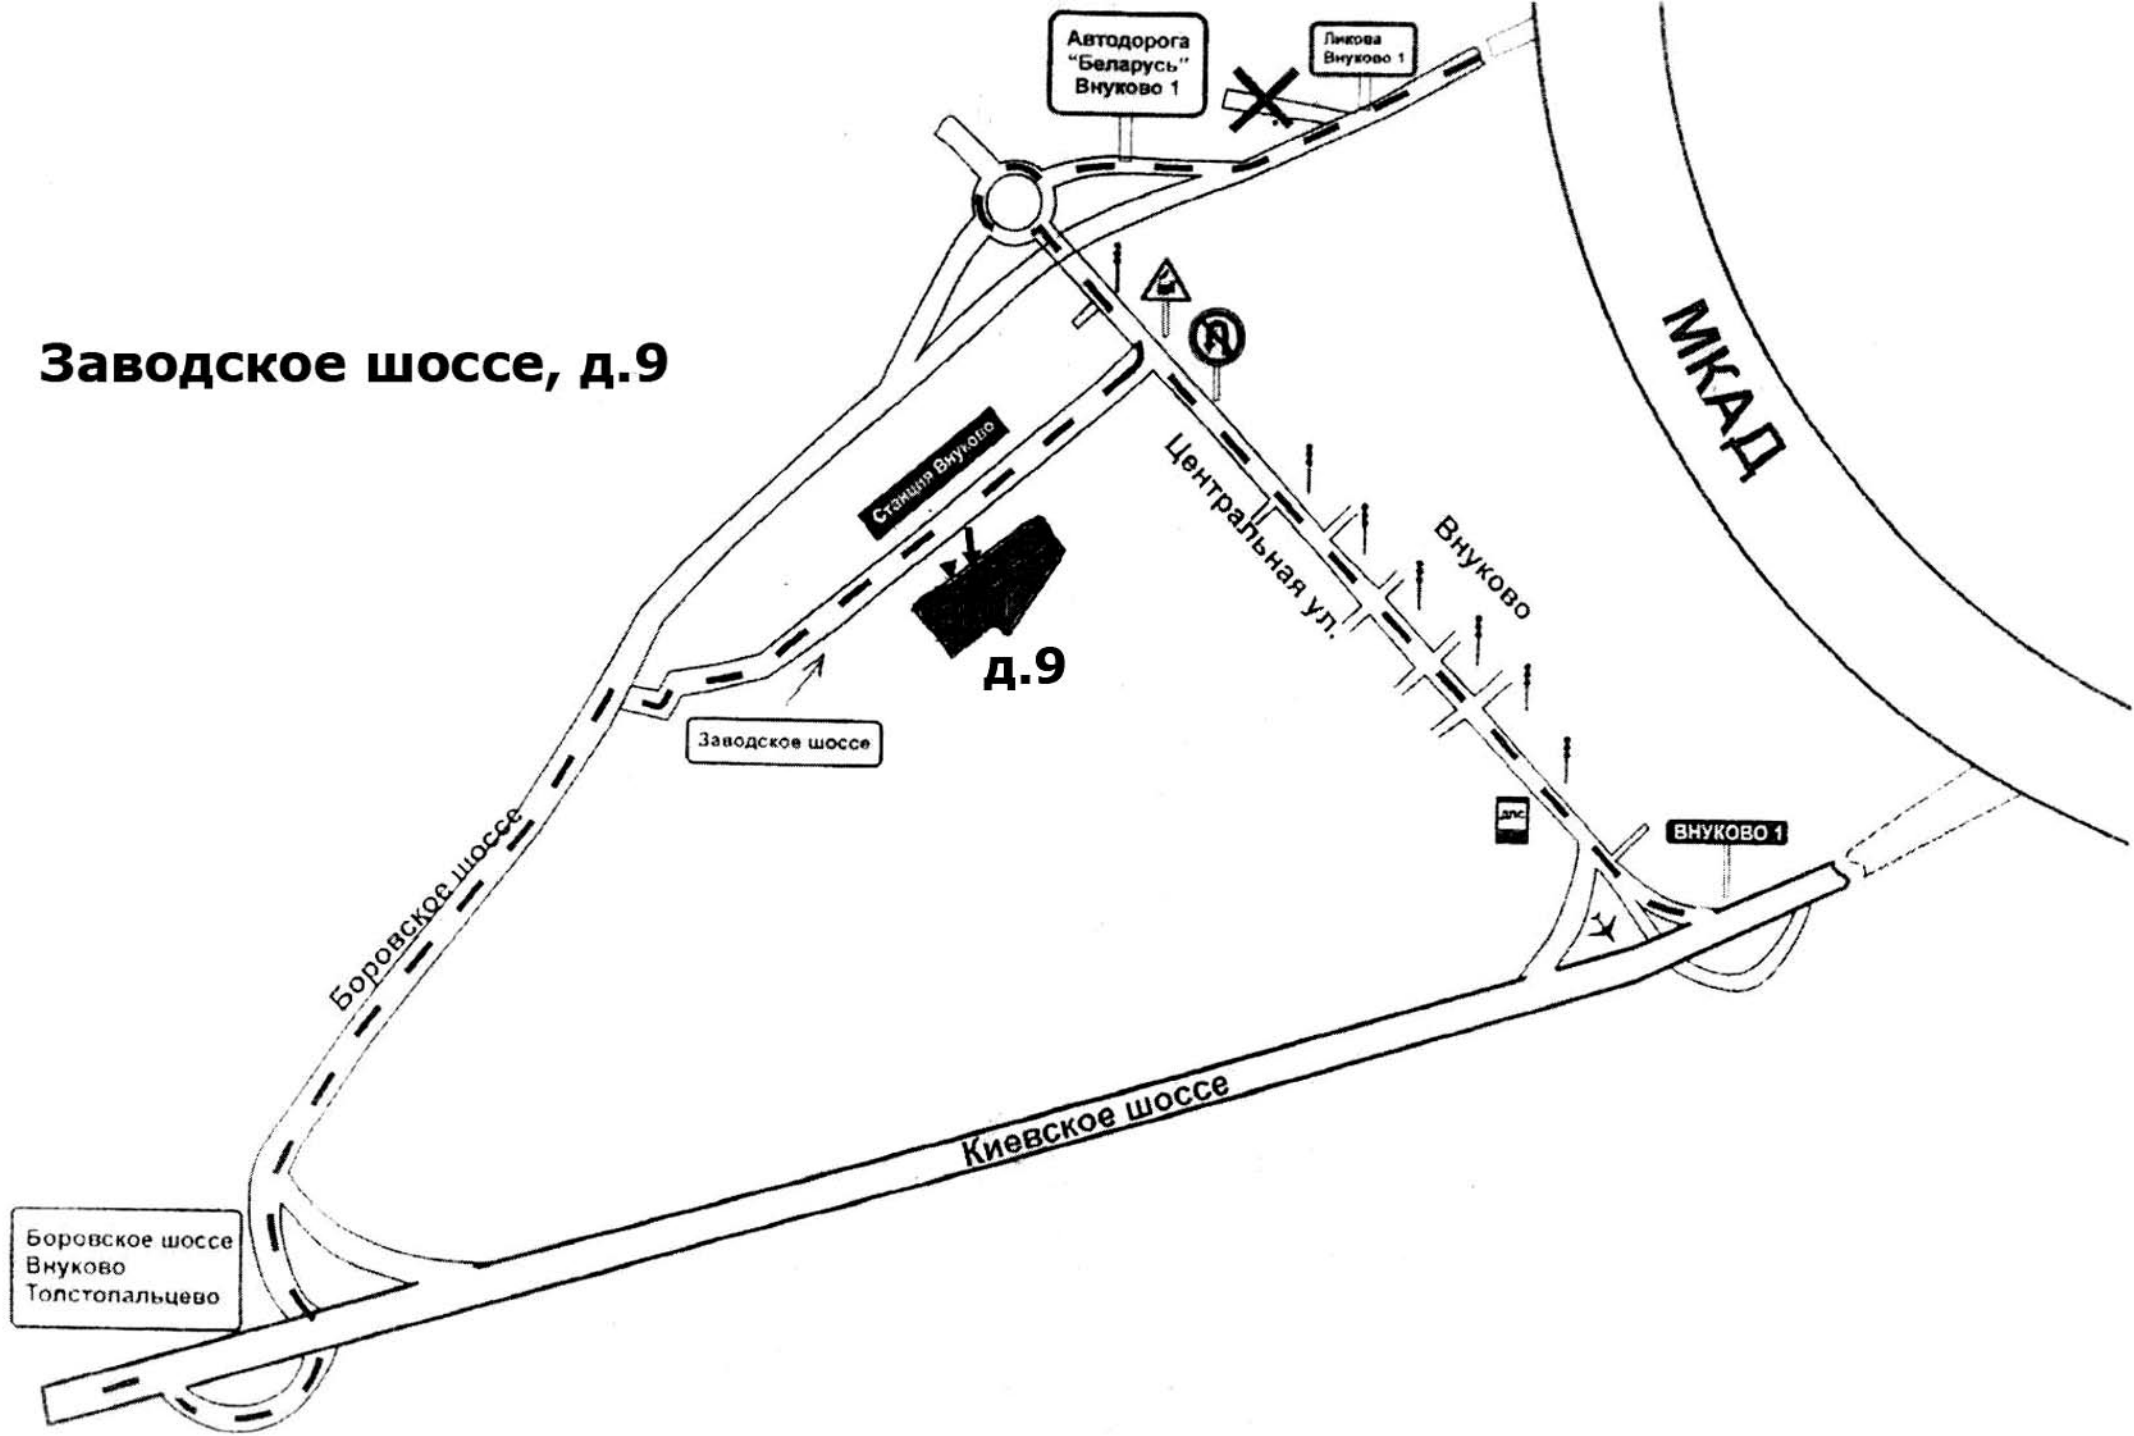 Автодорога
"Беларусь"
Внуково 1
Ликова
Внуково 1
МКАД
Заводское шоссе, д.9
Станция Внуково
Центральная ул.
Внуково
д.9
Заводское шоссе
ДПС
ВНУКОВО 1
Боровское шоссе
Киевское шоссе
Боровское шоссе
Внуково
Толстопальцево